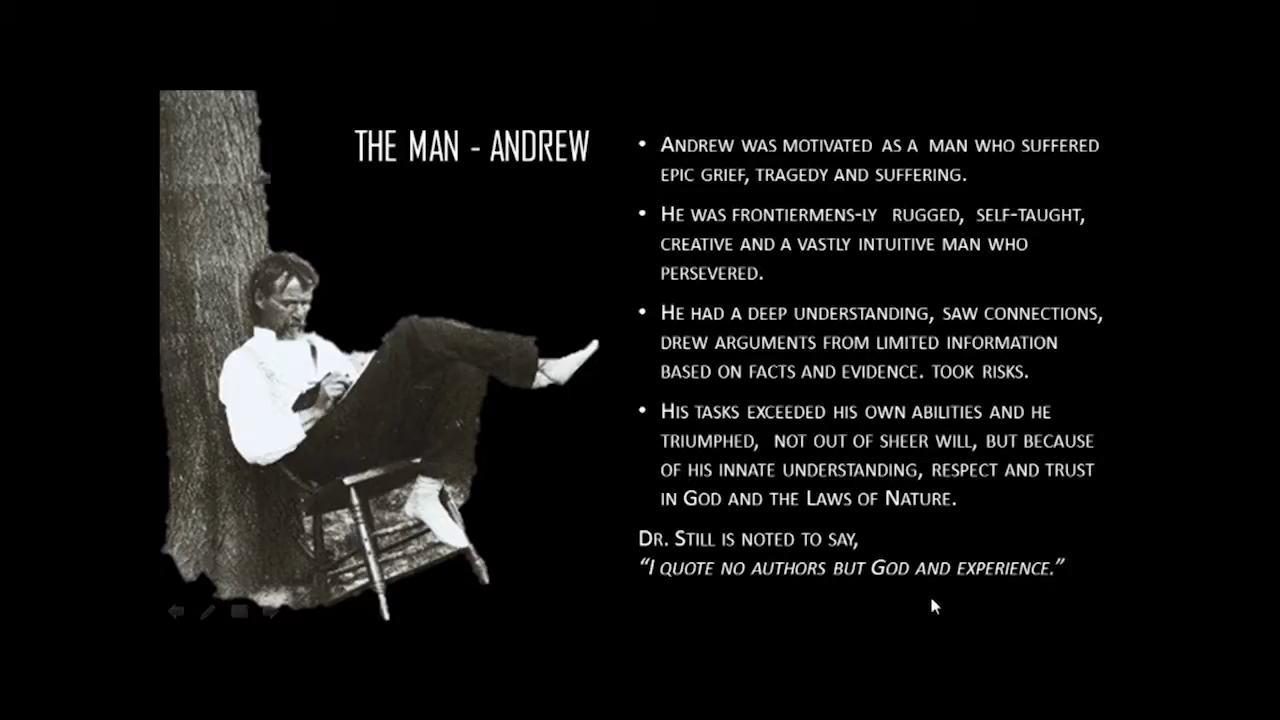 THE MAN - ANDREW
• ANDREW WAS MOTIVATED AS A MAN WHO SUFFERED
EPIC GRIEF, TRAGEDY AND SUFFERING.
• HE WAS FRONTIERMENS-LY RUGGED, SELF-TAUGHT,
CREATIVE AND A VASTLY INTUITIVE MAN WHO
PERSEVERED.
• HE HAD A DEEP UNDERSTANDING, SAW CONNECTIONS,
DREW ARGUMENTS FROM LIMITED INFORMATION
BASED ON FACTS AND EVIDENCE. TOOK RISKS.
• HIS TASKS EXCEEDED HIS OWN ABILITIES AND HE
TRIUMPHED, NOT OUT OF SHEER WILL, BUT BECAUSE
OF HIS INNATE UNDERSTANDING, RESPECT AND TRUST
IN GOD AND THE LAWS OF NATURE.
DR. STILL IS NOTED TO SAY,
“I QUOTE NO AUTHORS BUT GOD AND EXPERIENCE.”